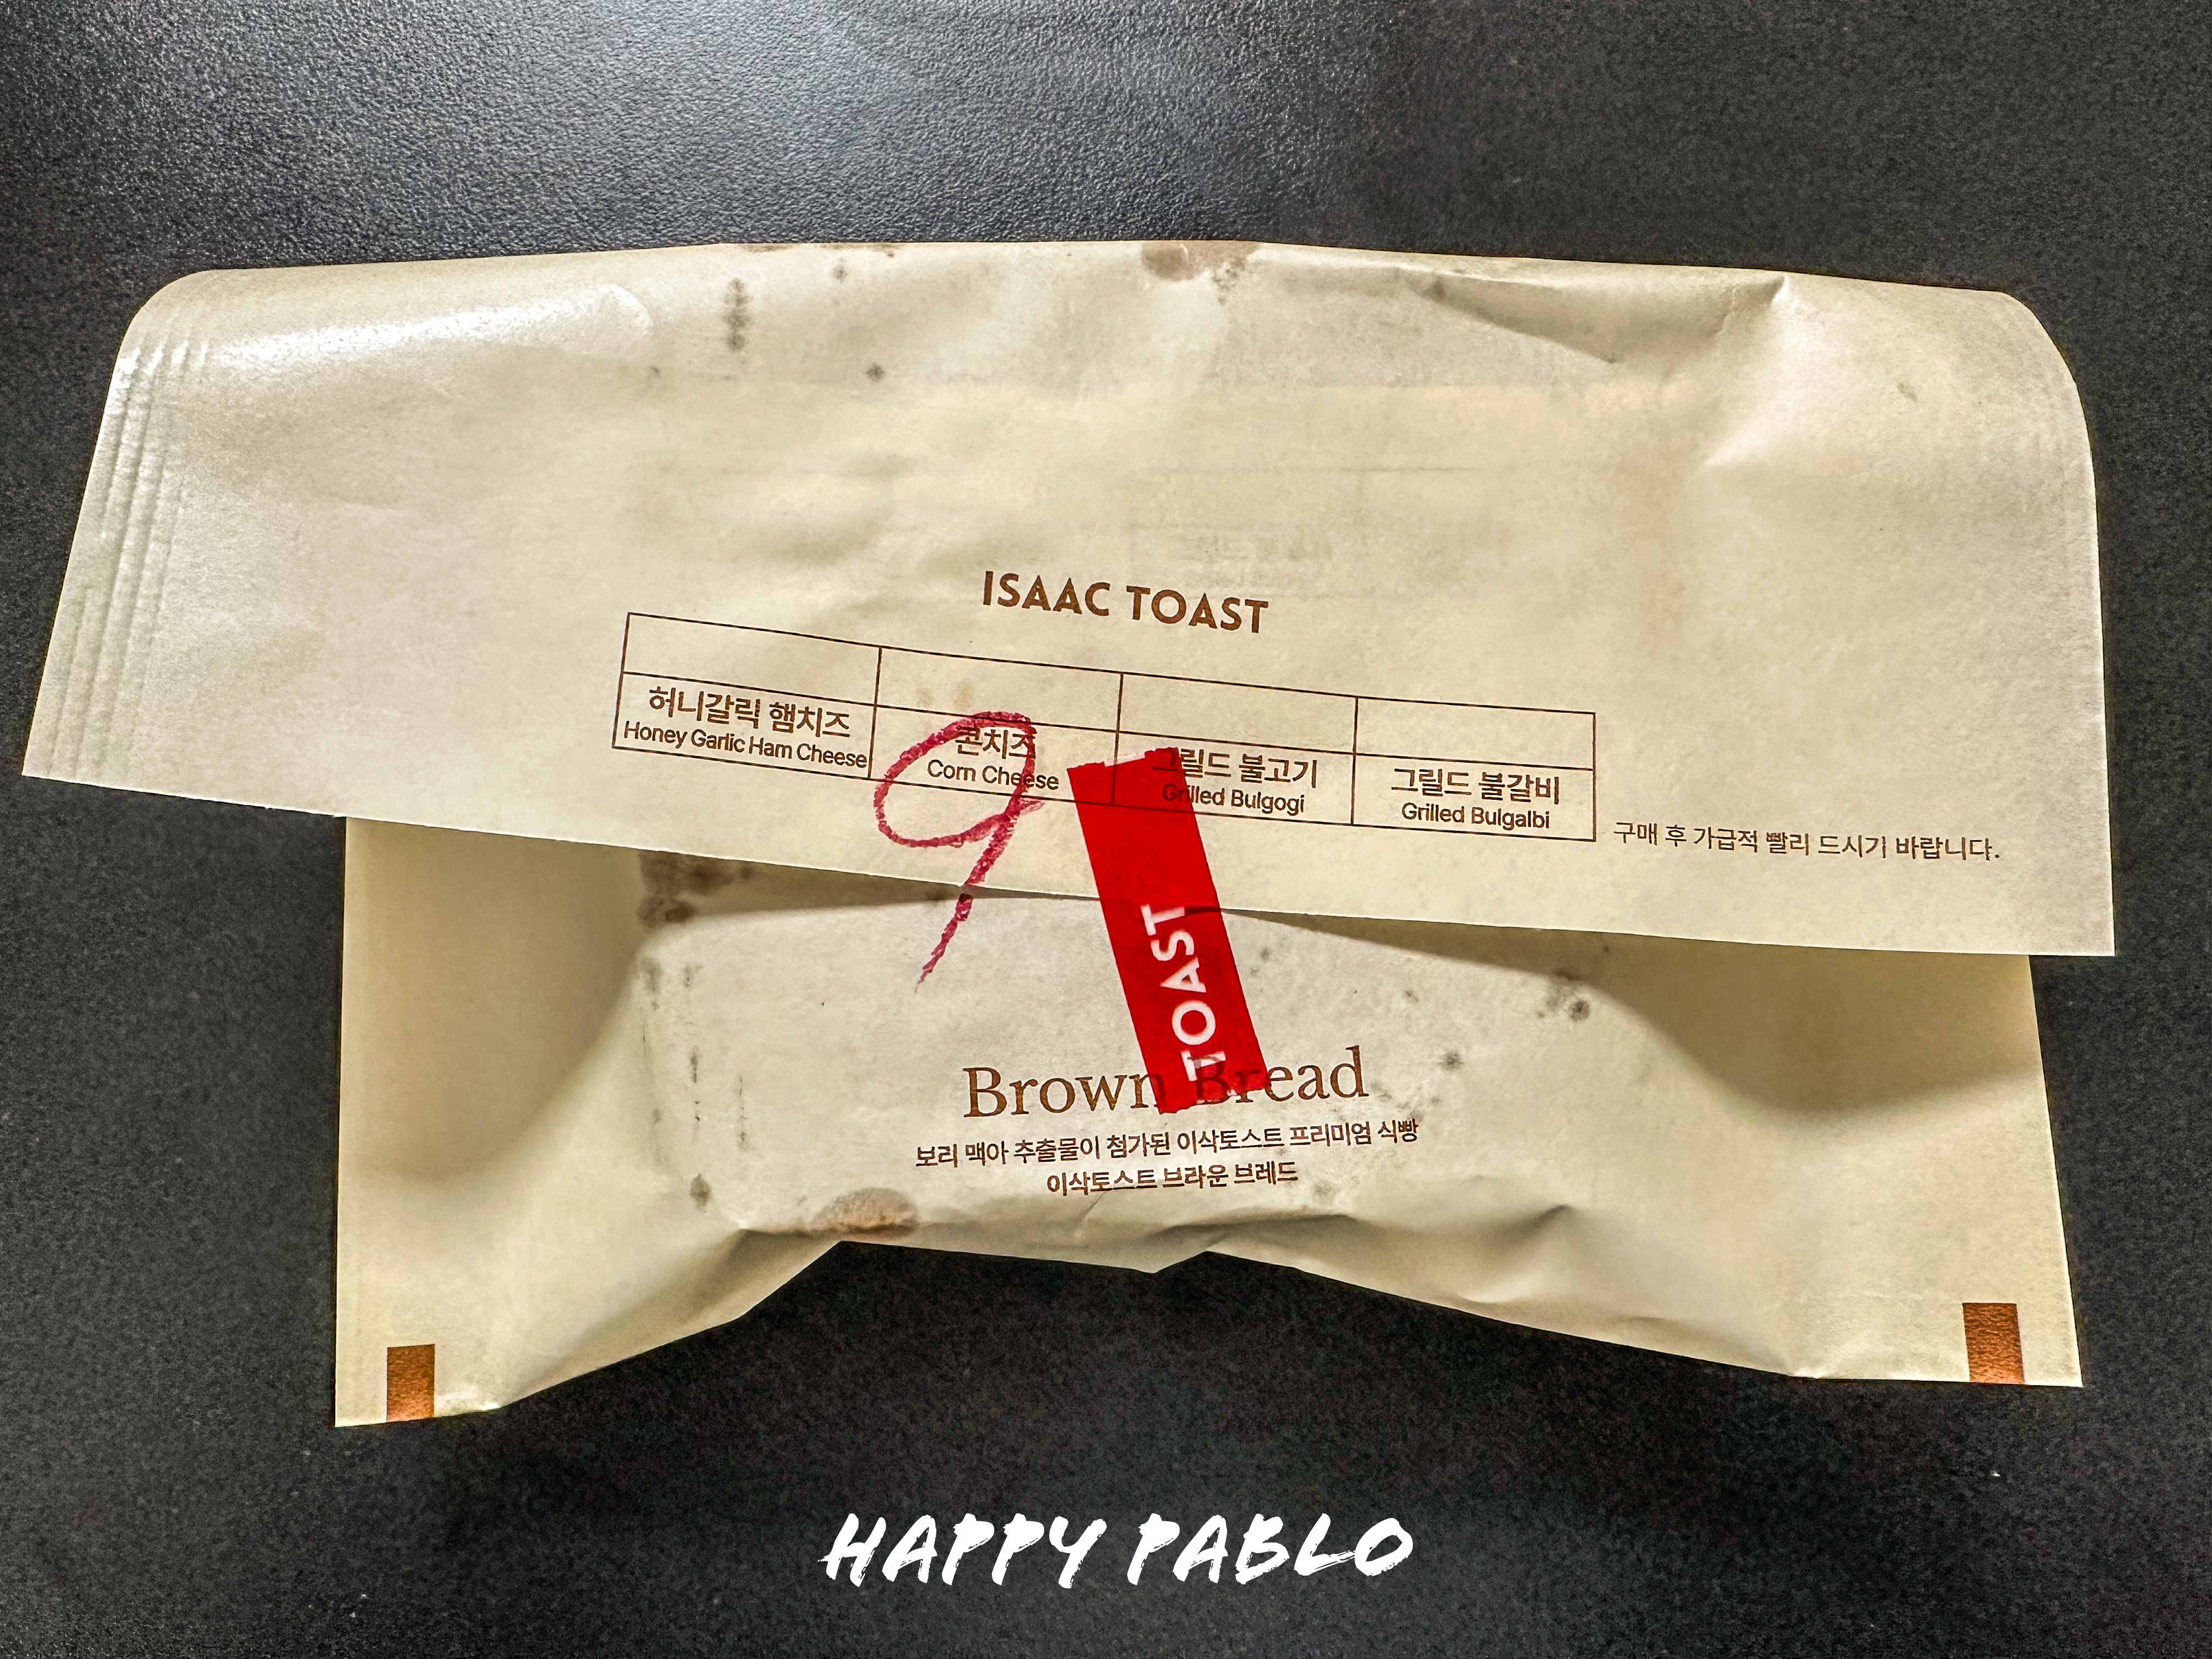 ISAAC TOAST
허니갈릭 햄치즈
Honey Garlic Ham Cheese
콘치즈
Corn Cheese
그릴드 불고기
Grilled Bulgogi
그릴드 불갈비
Grilled Bulgalbi
구매 후 가급적 빨리 드시기 바랍니다.
9
TOAST
Brown Bread
보리 맥아 추출물이 첨가된 이삭토스트 프리미엄 식빵
이삭토스트 브라운 브레드
HAPPY PABLO